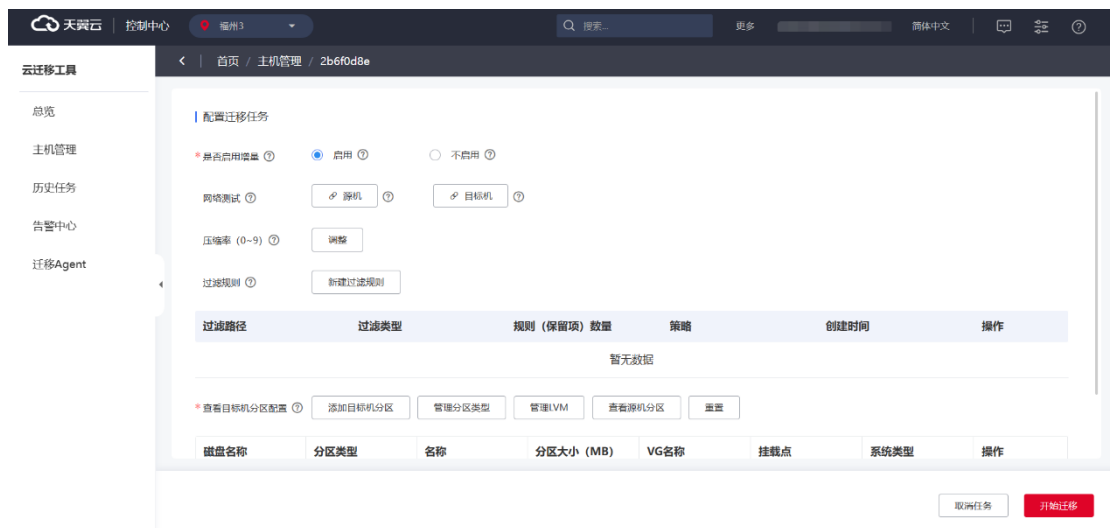 天翼云 控制中心 福州3 搜索... 更多 简体中文
云迁移工具
首页 / 主机管理 / 2b6f0d8e
总览
主机管理
历史任务
告警中心
迁移Agent
配置迁移任务
* 是否启用增量 启用 不启用
网络测试 源机 目标机
压缩率（0~9） 调整
过滤规则 新建过滤规则
过滤路径 过滤类型 规则（保留项）数量 策略 创建时间 操作
暂无数据
* 查看目标机分区配置 添加目标机分区 管理分区类型 管理LVM 查看源机分区 重置
磁盘名称 分区类型 名称 分区大小（MB） VG名称 挂载点 系统类型 操作
取消任务 开始迁移